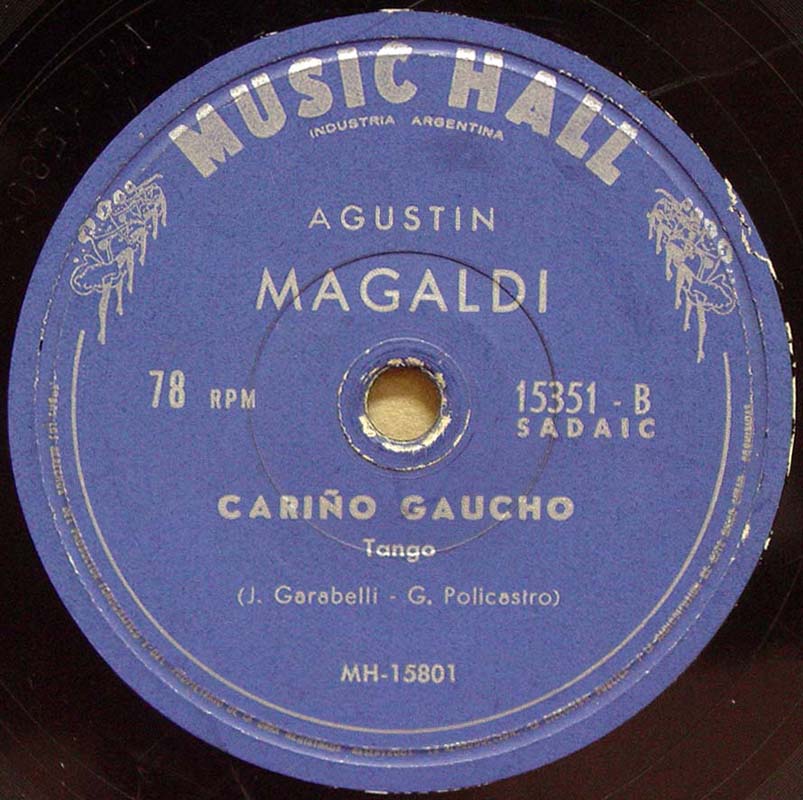 MUSIC HALL
INDUSTRIA ARGENTINA
AGUSTIN
MAGALDI
78 RPM
15351 - B
SADAIC
CARIÑO GAUCHO
Tango
(J. Garabelli - G. Policastro)
MH-15801